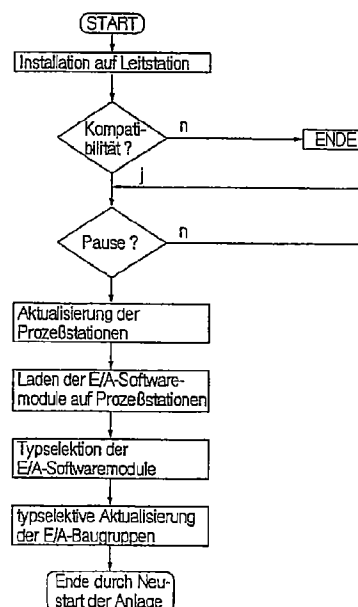 START
Installation auf Leitstation
Kompati-
bilität ?
n
ENDE
j
Pause ?
n
Aktualisierung der
Prozeßstationen
Laden der E/A-Software-
module auf Prozeßstationen
Typselektion der
E/A-Softwaremodule
typselektive Aktualisierung
der E/A-Baugruppen
Ende durch Neu-
start der Anlage